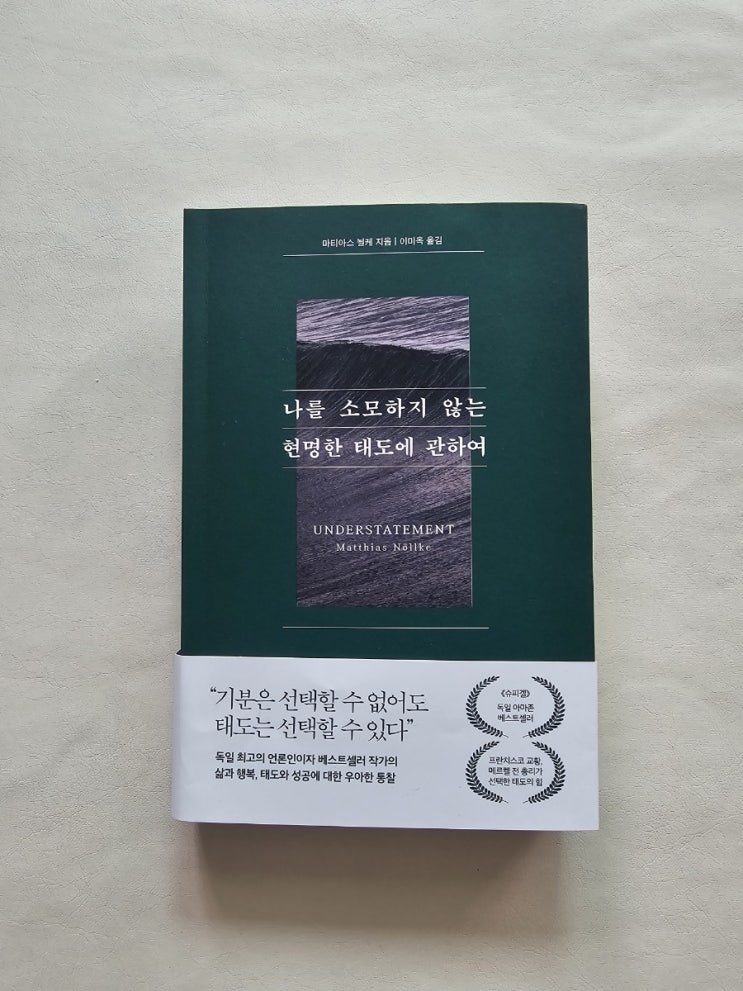 마티아스 뇔케 지음 | 이미옥 옮김
나를 소모하지 않는
현명한 태도에 관하여
UNDERSTATEMENT
Matthias Nöllke
“기분은 선택할 수 없어도
태도는 선택할 수 있다”
독일 최고의 언론인이자 베스트셀러 작가의
삶과 행복, 태도와 성공에 대한 우아한 통찰
《슈피겔》
독일 아마존
베스트셀러
프란치스코 교황,
메르켈 전 총리가
선택한 태도의 힘